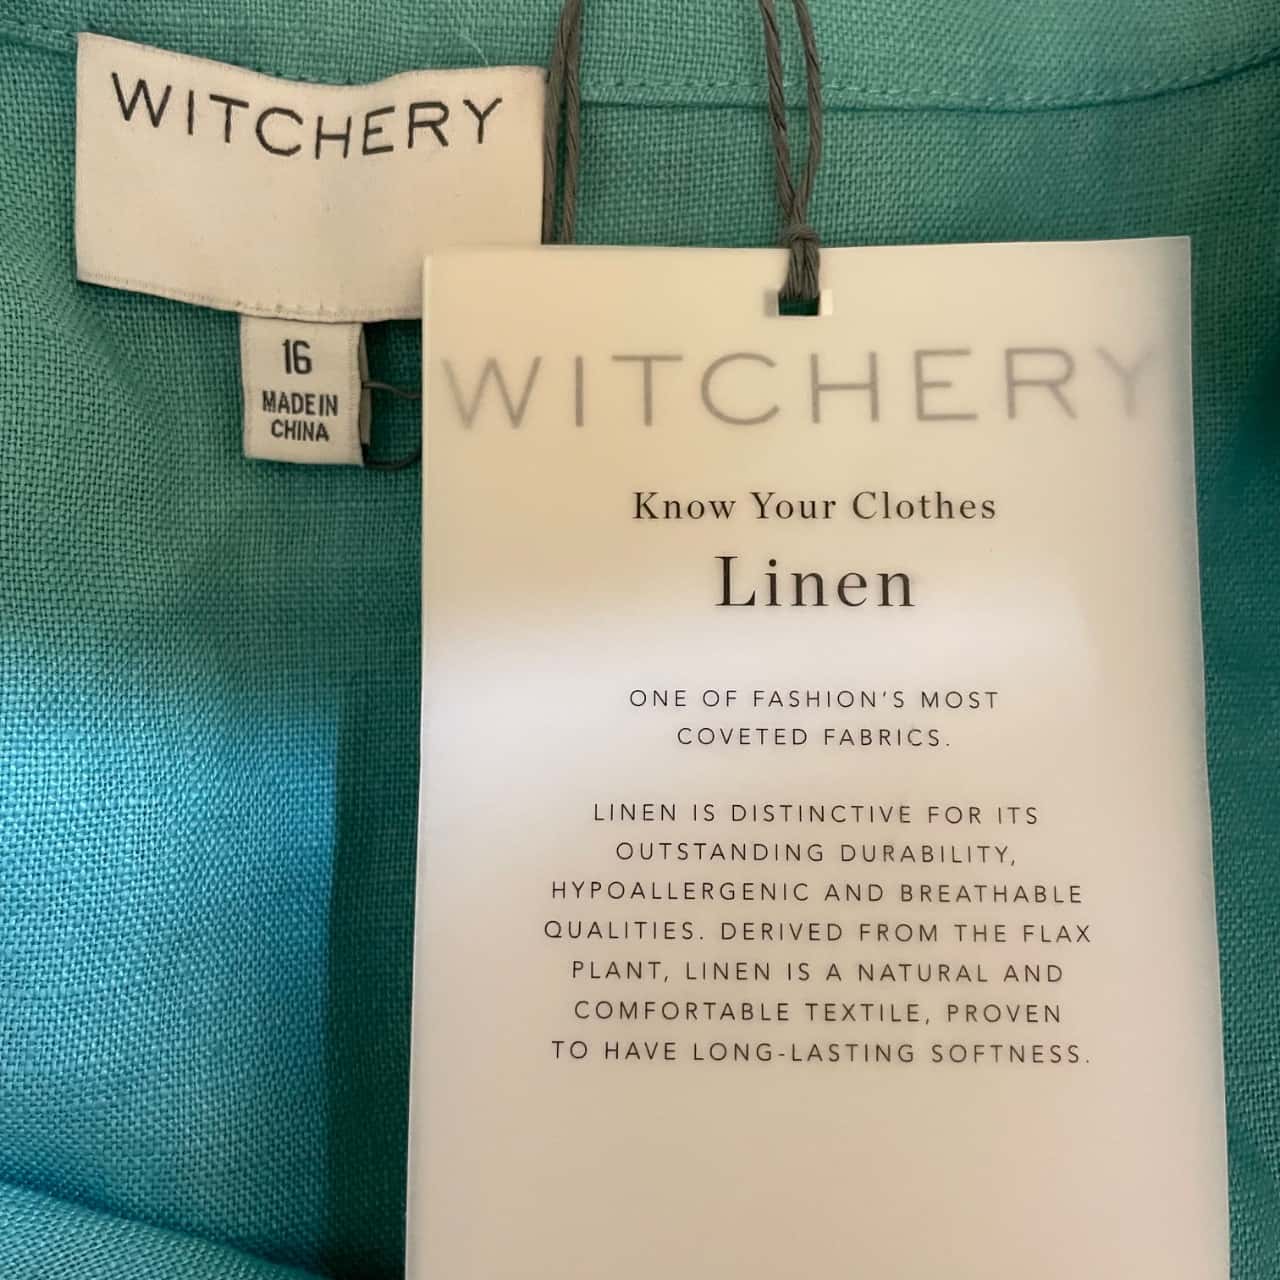 WITCHERY
16
MADE IN
CHINA
WITCHERY
Know Your Clothes
Linen
ONE OF FASHION'S MOST
COVETED FABRICS.
LINEN IS DISTINCTIVE FOR ITS
OUTSTANDING DURABILITY,
HYPOALLERGENIC AND BREATHABLE
QUALITIES. DERIVED FROM THE FLAX
PLANT, LINEN IS A NATURAL AND
COMFORTABLE TEXTILE, PROVEN
TO HAVE LONG-LASTING SOFTNESS.